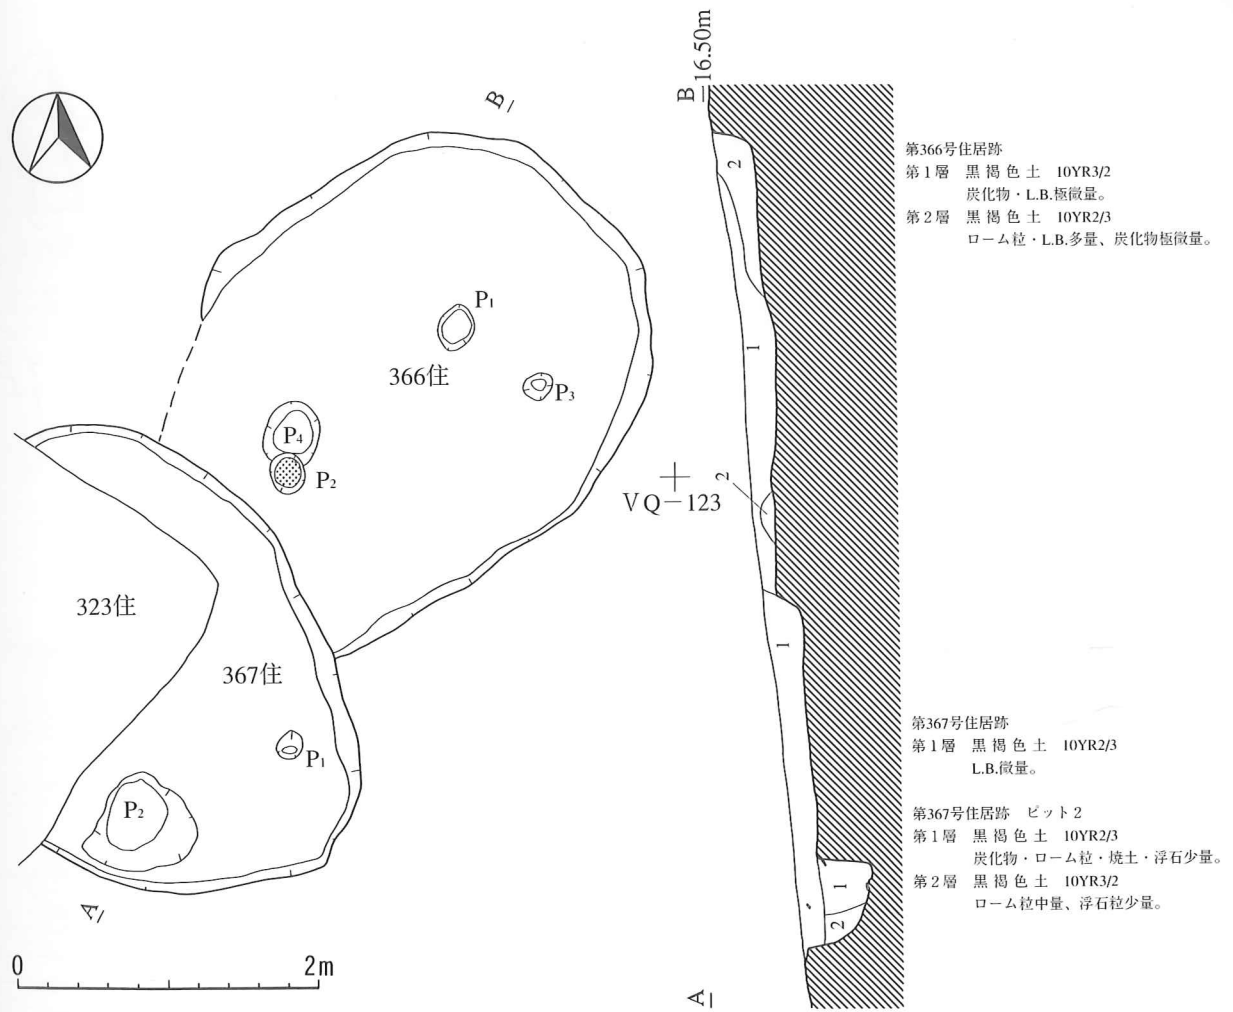 B
B
16.50m
第366号住居跡
第1層 黒褐色土 10YR3/2
炭化物・L.B.極微量。
第2層 黒褐色土 10YR2/3
ローム粒・L.B.多量、炭化物極微量。
2
P1
1
366住
P3
P4
P2
2
VQ−123
323住
1
367住
P1
P2
第367号住居跡
第1層 黒褐色土 10YR2/3
L.B.微量。
第367号住居跡 ピット2
第1層 黒褐色土 10YR2/3
炭化物・ローム粒・焼土・浮石少量。
第2層 黒褐色土 10YR3/2
ローム粒中量、浮石粒少量。
1
2
A
A
0 2m